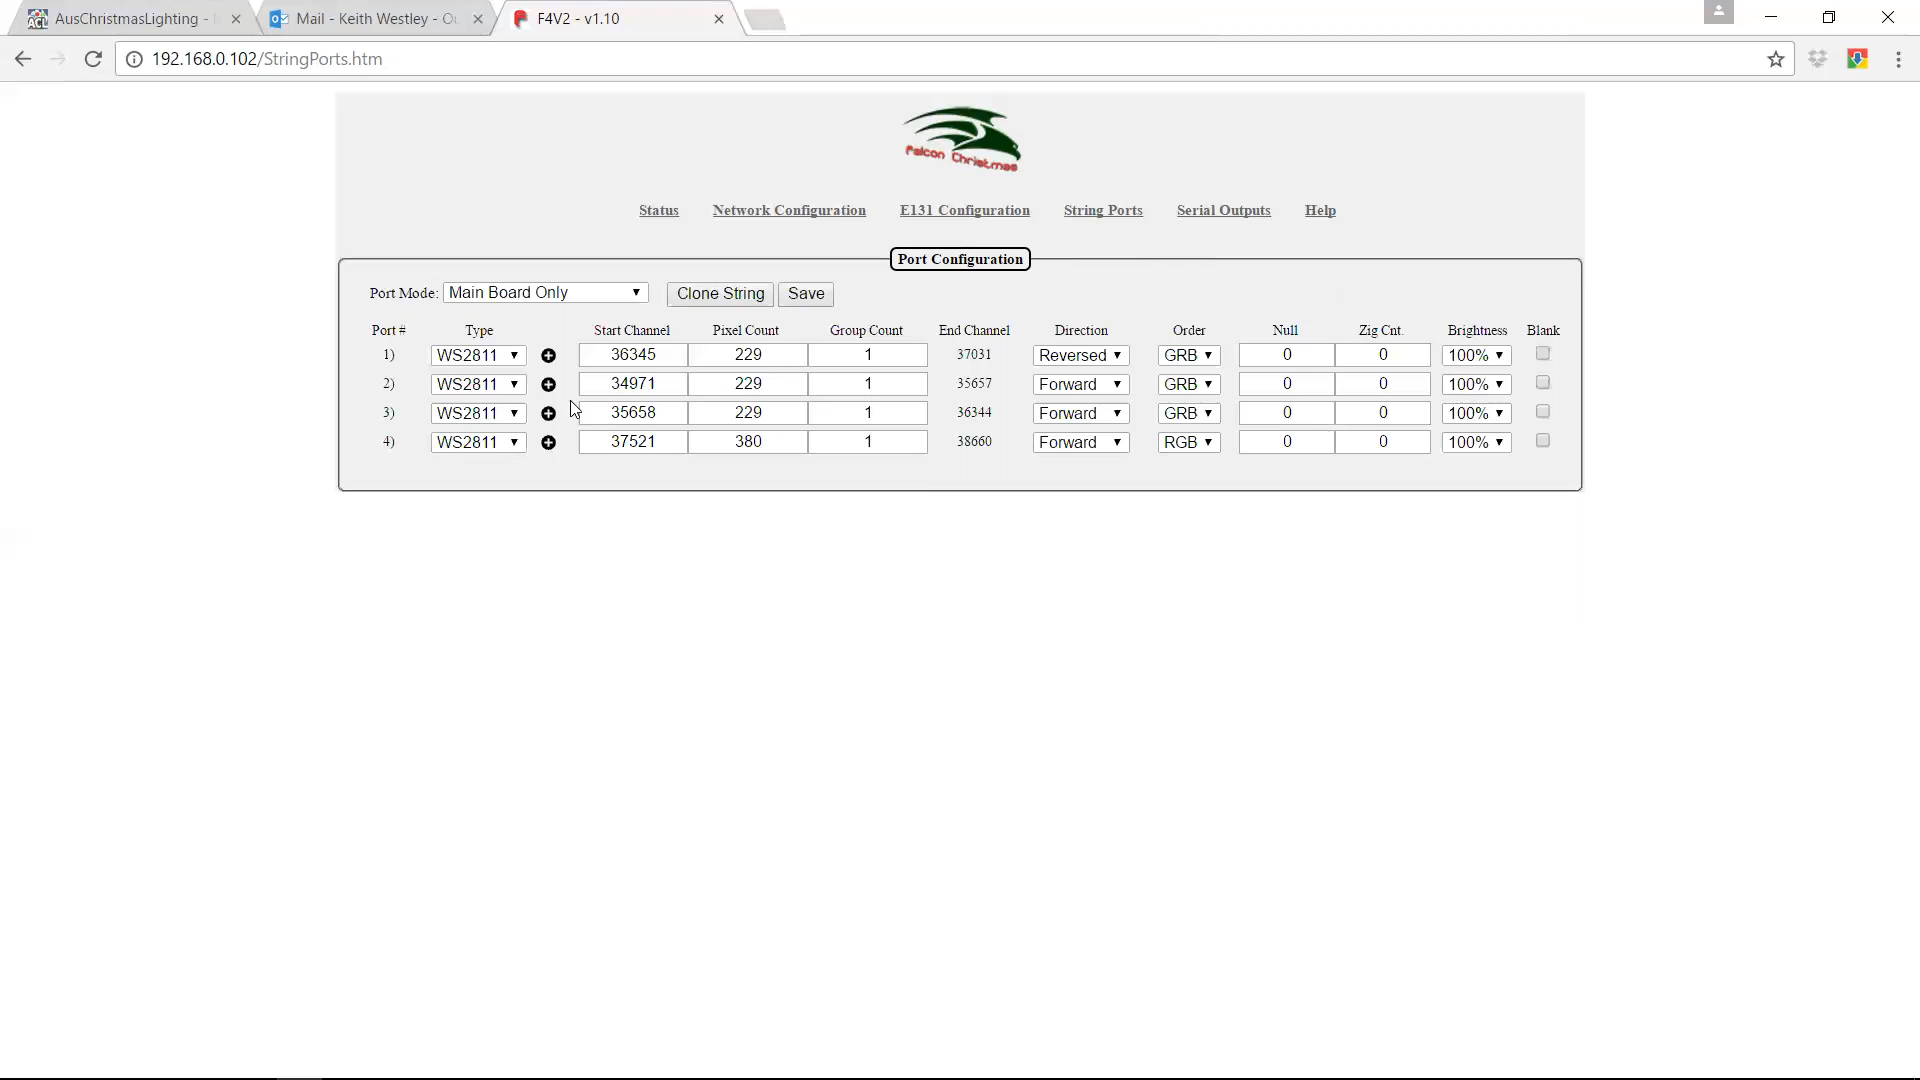 AusChristmasLighting -
Mail - Keith Westley - Ou
F4V2 - v1.10
192.168.0.102/StringPorts.htm
Falcon Christmas
Status Network Configuration E131 Configuration String Ports Serial Outputs Help
Port Configuration
Port Mode: Main Board Only Clone String Save
Port # Type Start Channel Pixel Count Group Count End Channel Direction Order Null Zig Cnt. Brightness Blank
1) WS2811 36345 229 1 37031 Reversed GRB 0 0 100%
2) WS2811 34971 229 1 35657 Forward GRB 0 0 100%
3) WS2811 35658 229 1 36344 Forward GRB 0 0 100%
4) WS2811 37521 380 1 38660 Forward RGB 0 0 100%